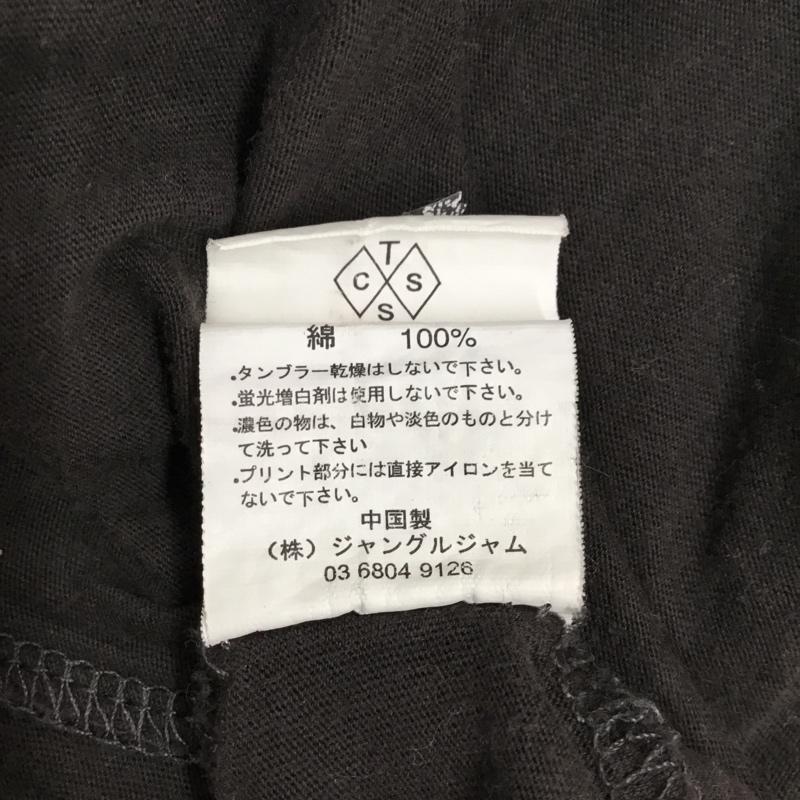 T
C S
S
綿 100%
.タンブラー乾燥はしないで下さい。
.蛍光増白剤は使用しないで下さい。
.濃色の物は、白物や淡色のものと分け
て洗って下さい
.プリント部分には直接アイロンを当て
ないで下さい。
中国製
（株）ジャングルジャム
03 6804 9126